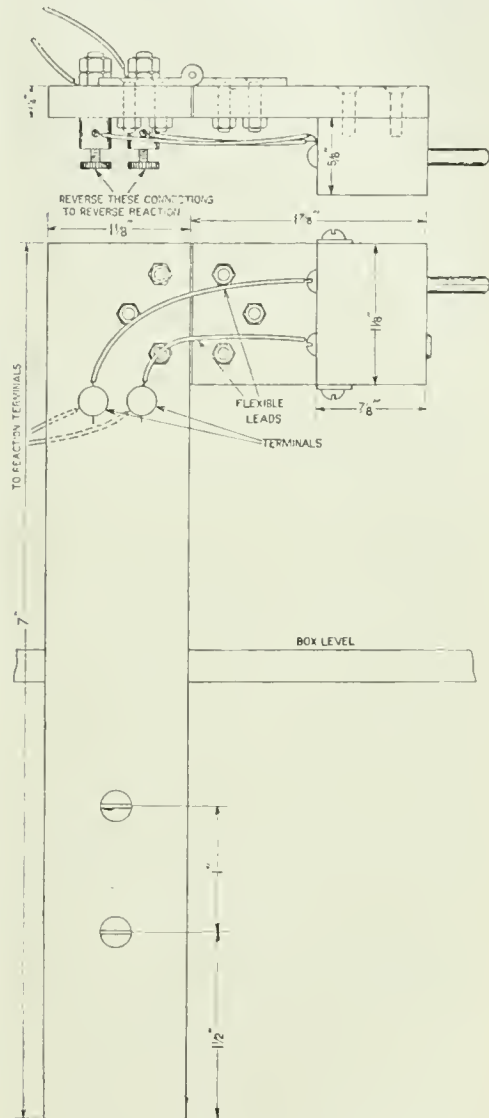 ¼"
5/8"
REVERSE THESE CONNECTIONS
TO REVERSE REACTION
1⅛"
1⅞"
TO REACTION TERMINALS
1⅛"
FLEXIBLE
LEADS
⅞"
TERMINALS
7"
BOX LEVEL
1½"